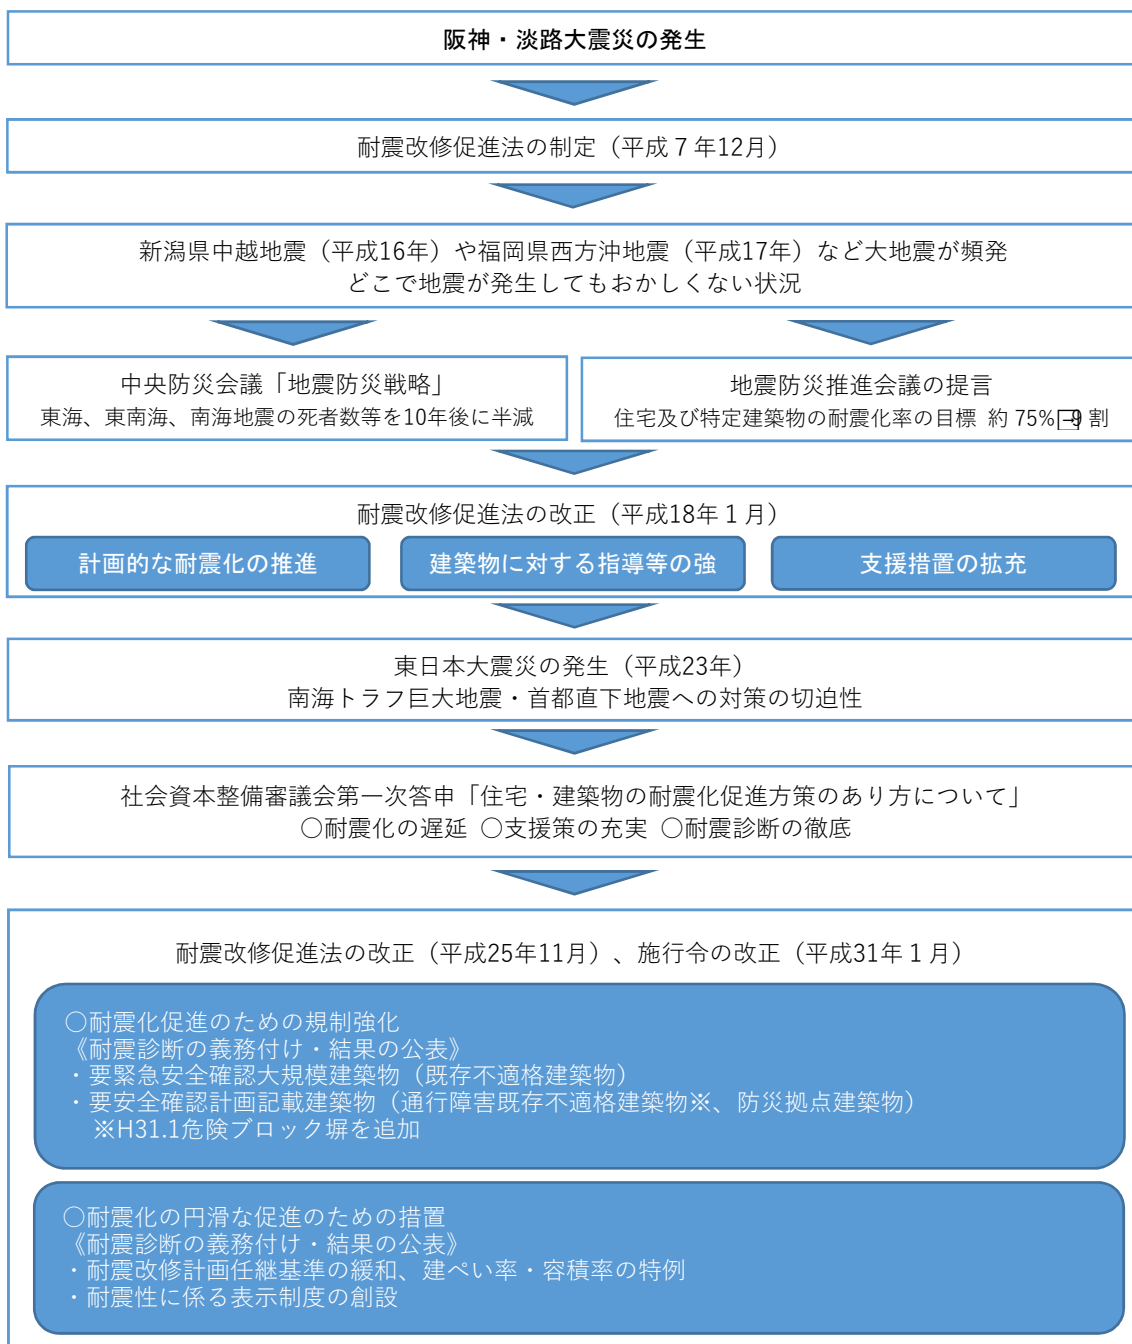 阪神・淡路大震災の発生
耐震改修促進法の制定（平成７年12月）
新潟県中越地震（平成16年）や福岡県西方沖地震（平成17年）など大地震が頻発
どこで地震が発生してもおかしくない状況
中央防災会議「地震防災戦略」
東海、東南海、南海地震の死者数等を10年後に半減
地震防災推進会議の提言
住宅及び特定建築物の耐震化率の目標 約 75% 9 割
耐震改修促進法の改正（平成18年１月）
計画的な耐震化の推進
建築物に対する指導等の強
支援措置の拡充
東日本大震災の発生（平成23年）
南海トラフ巨大地震・首都直下地震への対策の切迫性
社会資本整備審議会第一次答申「住宅・建築物の耐震化促進方策のあり方について」
○耐震化の遅延 ○支援策の充実 ○耐震診断の徹底
耐震改修促進法の改正（平成25年11月）、施行令の改正（平成31年１月）
○耐震化促進のための規制強化
《耐震診断の義務付け・結果の公表》
・要緊急安全確認大規模建築物（既存不適格建築物）
・要安全確認計画記載建築物（通行障害既存不適格建築物※、防災拠点建築物）
※H31.1危険ブロック塀を追加
○耐震化の円滑な促進のための措置
《耐震診断の義務付け・結果の公表》
・耐震改修計画任継基準の緩和、建ぺい率・容積率の特例
・耐震性に係る表示制度の創設